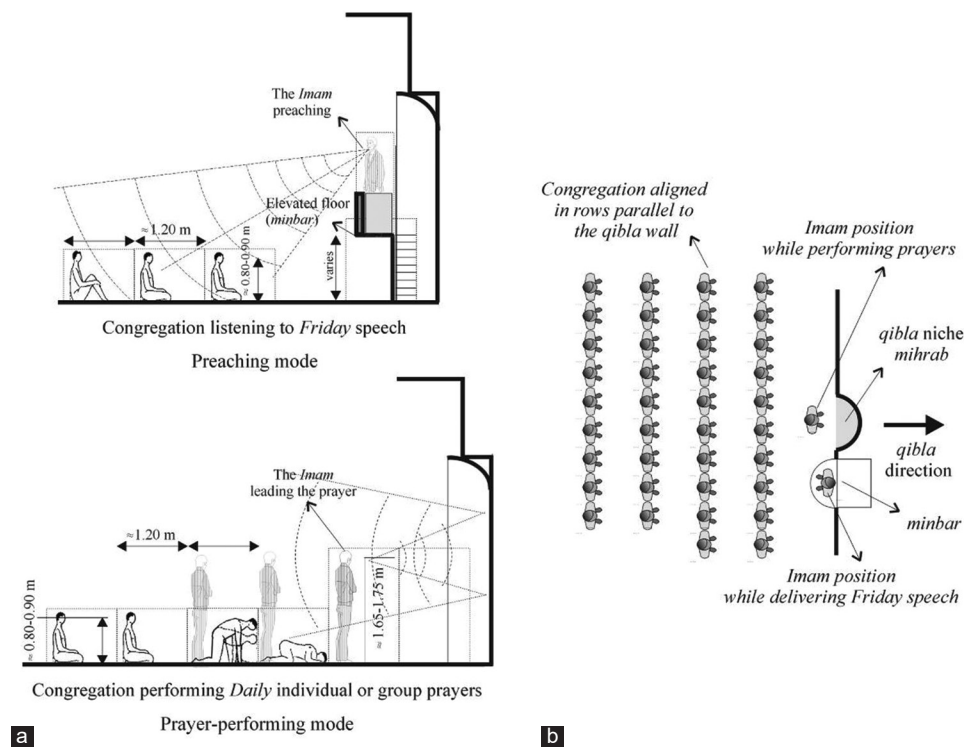 The Imam
preaching
Elevated floor
(minbar)
≈1.20 m
≈ 0.80-0.90 m
varies
Congregation listening to Friday speech
Preaching mode
The Imam
leading the prayer
≈1.20 m
≈ 0.80-0.90 m
≈ 1.65-1.75 m
Congregation performing Daily individual or group prayers
Prayer-performing mode
a
Congregation aligned
in rows parallel to
the qibla wall
Imam position
while performing prayers
qibla niche
mihrab
qibla
direction
minbar
Imam position
while delivering Friday speech
b